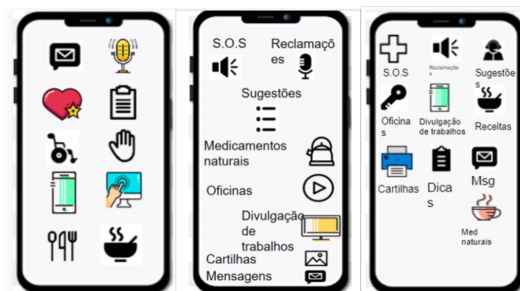 S.O.S
Reclamaçõ
es
Sugestões
Medicamentos
naturais
Oficinas
Divulgação
de
trabalhos
Cartilhas
Mensagens
S.O.S
Reclamaçõe
s
Sugestõe
s
Oficina
s
Divulgação
de trabalhos
Receitas
Cartilhas
Dica
s
Msg
Med
naturais